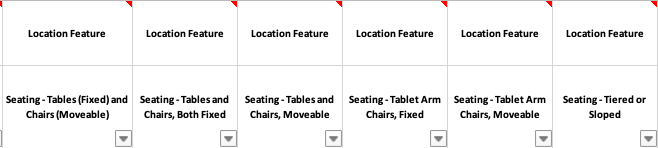 Location Feature
Location Feature
Location Feature
Location Feature
Location Feature
Location Feature
Seating - Tables (Fixed) and
Chairs (Moveable)
Seating - Tables and
Chairs, Both Fixed
Seating - Tables and
Chairs, Moveable
Seating - Tablet Arm
Chairs, Fixed
Seating - Tablet Arm
Chairs, Moveable
Seating - Tiered or
Sloped